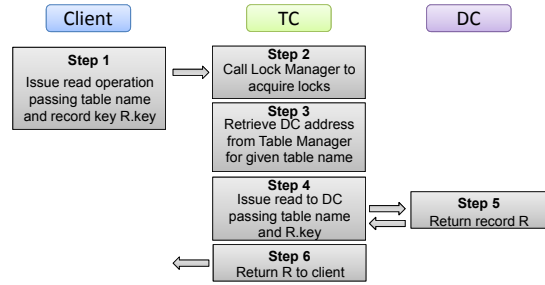 Client
TC
DC
Step 1
Issue read operation
passing table name
and record key R.key
Step 2
Call Lock Manager to
acquire locks
Step 3
Retrieve DC address
from Table Manager
for given table name
Step 4
Issue read to DC
passing table name
and R.key
Step 5
Return record R
Step 6
Return R to client